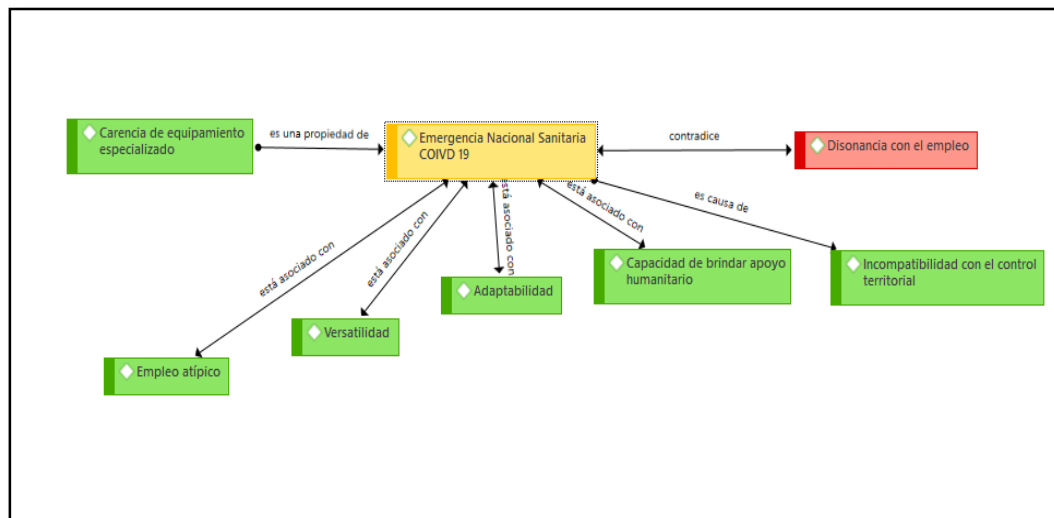 Carencia de equipamiento
especializado
es una propiedad de
Emergencia Nacional Sanitaria
COIVD 19
contradice
Disonancia con el empleo
está asociado con
está asociado con
está asociado con
está asociado con
es causa de
Capacidad de brindar apoyo
humanitario
Incompatibilidad con el control
territorial
Adaptabilidad
Versatilidad
Empleo atípico